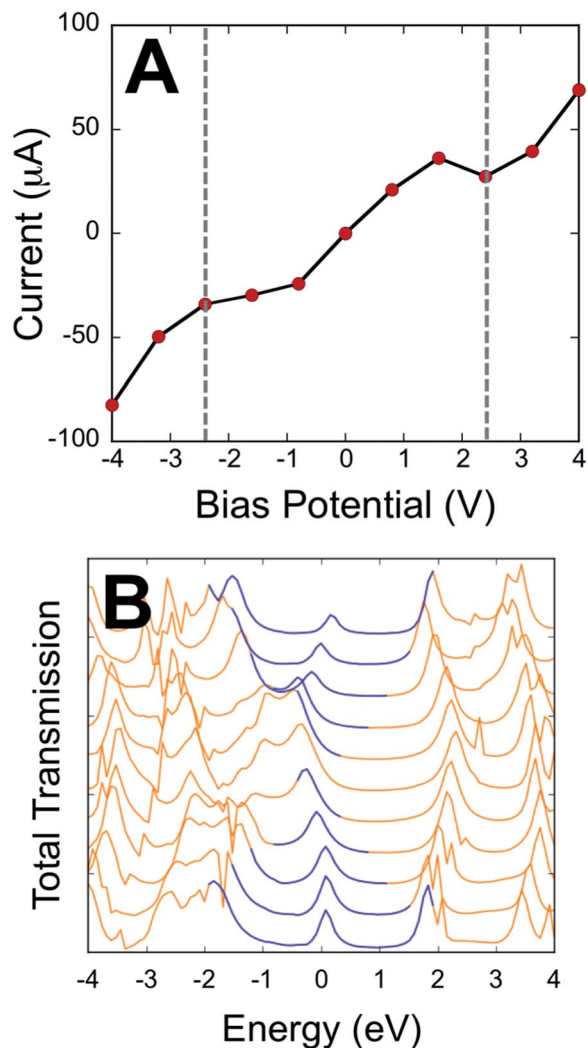 A
100
50
0
-50
-100
Current (μA)
-4 -3 -2 -1 0 1 2 3 4
Bias Potential (V)
B
Total Transmission
-4 -3 -2 -1 0 1 2 3 4
Energy (eV)